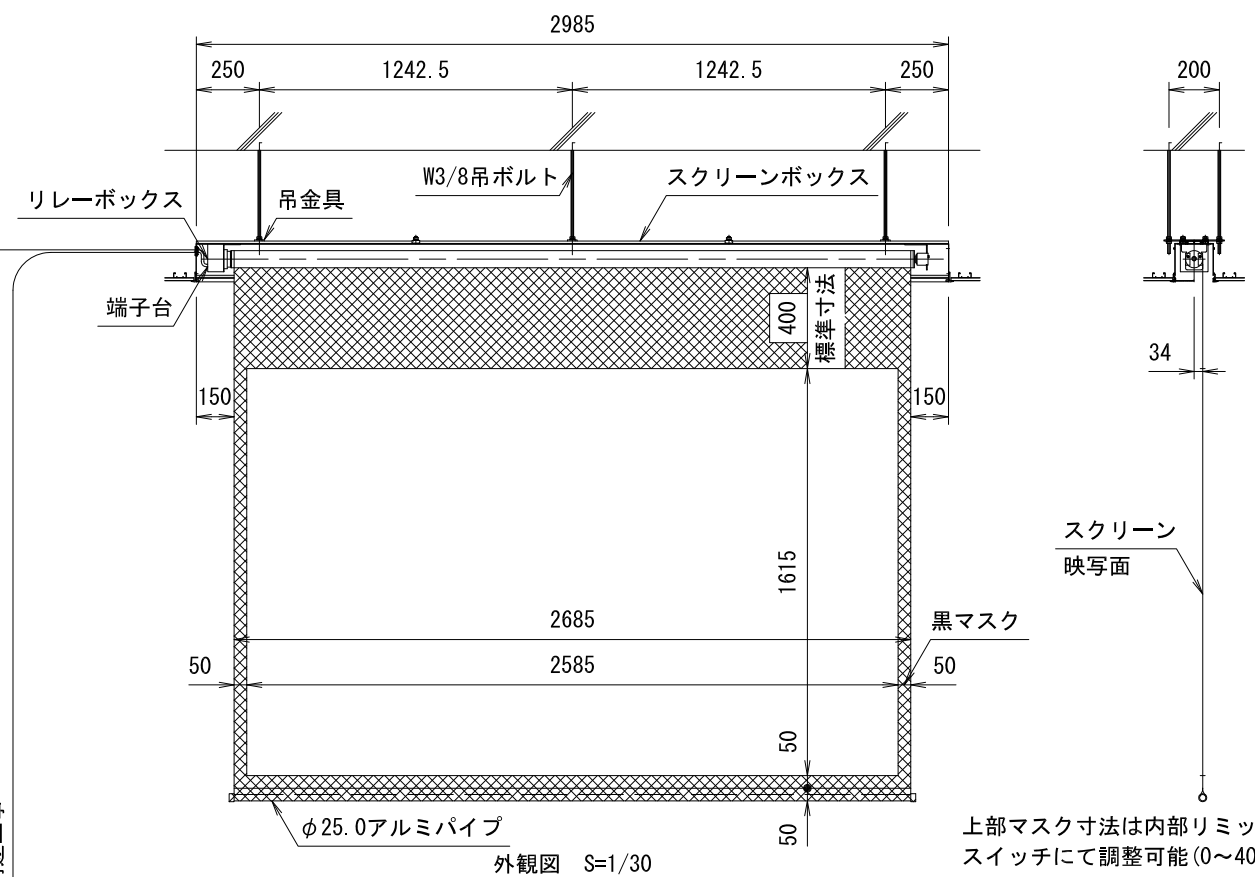 2985
250
1242.5
1242.5
250
200
リレーボックス
吊金具
W3/8吊ボルト
スクリーンボックス
端子台
400
標準寸法
34
150
150
スクリーン
映写面
1615
2685
黒マスク
50
2585
50
50
φ25.0アルミパイプ
50
外観図 S=1/30
上部マスク寸法は内部リミッ
スイッチにて調整可能(0～40